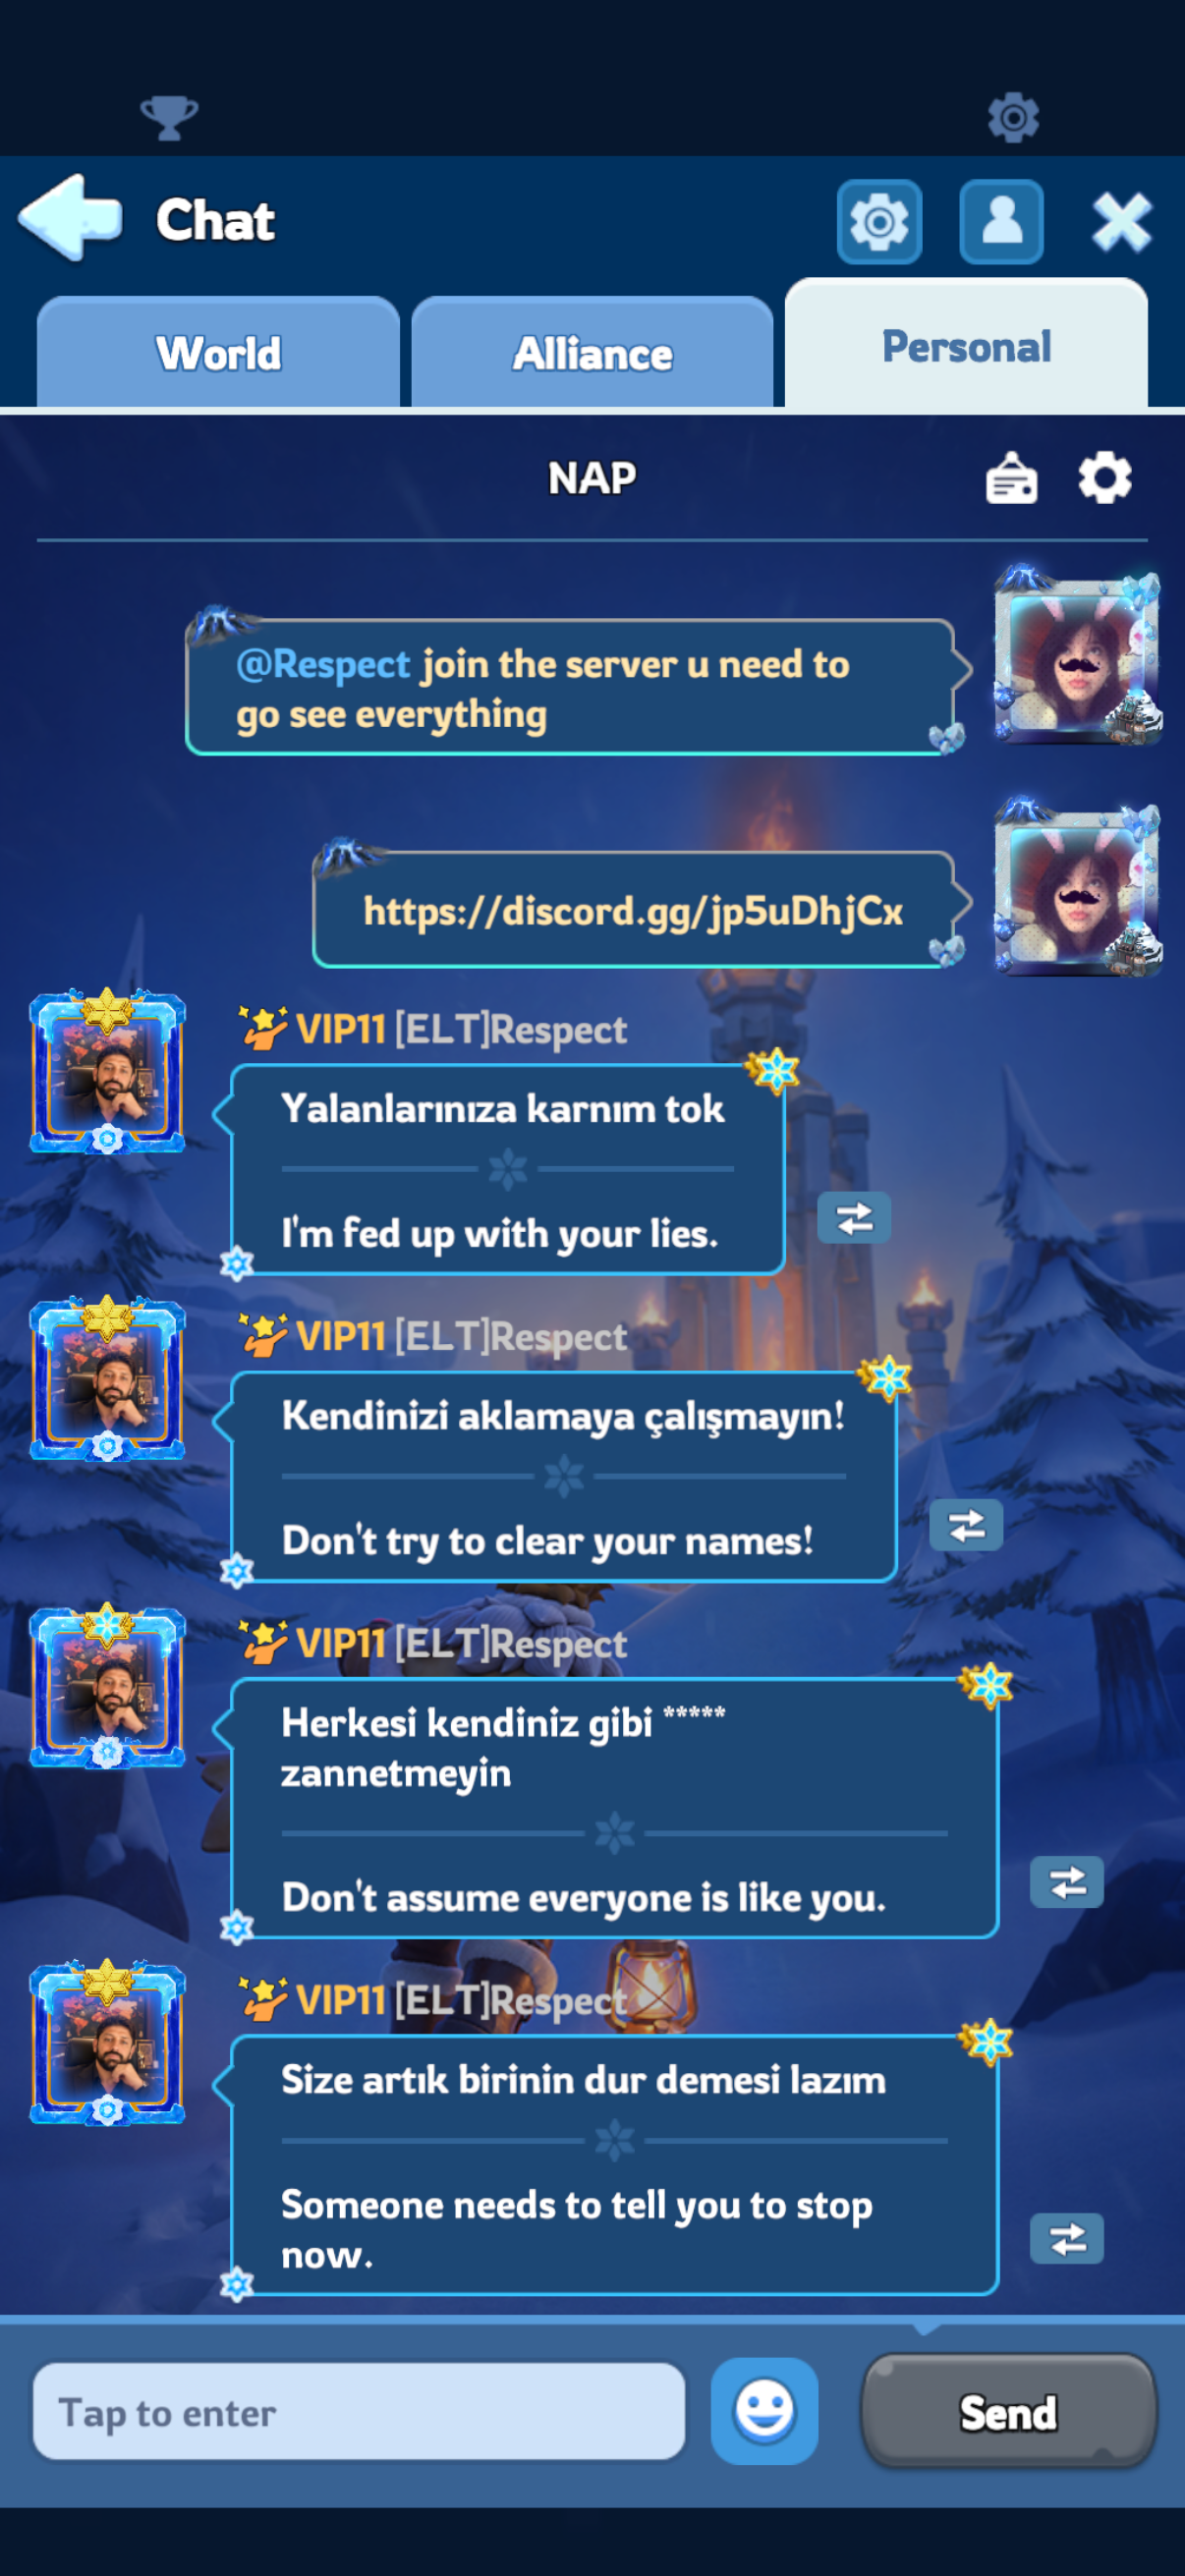 Chat
World
Alliance
Personal
NAP
@Respect join the server u need to
go see everything
https://discord.gg/jp5uDhjCx
VIP11 [ELT]Respect
Yalanlarınıza karnım tok
I'm fed up with your lies.
VIP11 [ELT]Respect
Kendinizi aklamaya çalışmayın!
Don't try to clear your names!
VIP11 [ELT]Respect
Herkesi kendiniz gibi *****
zannetmeyin
Don't assume everyone is like you.
VIP11 [ELT]Respect
Size artık birinin dur demesi lazım
Someone needs to tell you to stop
now.
Tap to enter
Send